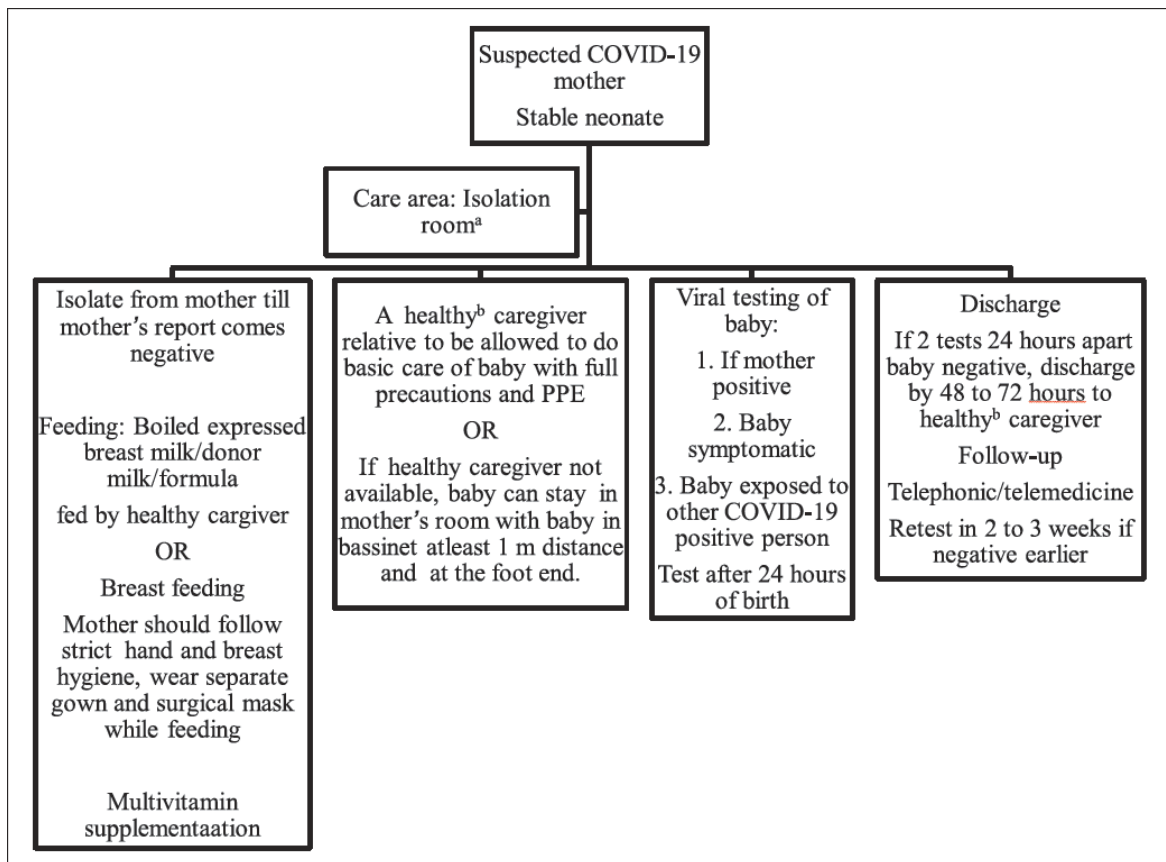 Suspected COVID-19
mother
Stable neonate
Care area: Isolation
roomᵃ
Isolate from mother till
mother's report comes
negative
Feeding: Boiled expressed
breast milk/donor
milk/formula
fed by healthy cargiver
OR
Breast feeding
Mother should follow
strict hand and breast
hygiene, wear separate
gown and surgical mask
while feeding
Multivitamin
supplementaation
A healthyᵇ caregiver
relative to be allowed to do
basic care of baby with full
precautions and PPE
OR
If healthy caregiver not
available, baby can stay in
mother's room with baby in
bassinet atleast 1 m distance
and at the foot end.
Viral testing of
baby:
1. If mother
positive
2. Baby
symptomatic
3. Baby exposed to
other COVID-19
positive person
Test after 24 hours
of birth
Discharge
If 2 tests 24 hours apart
baby negative, discharge
by 48 to 72 hours to
healthyᵇ caregiver
Follow-up
Telephonic/telemedicine
Retest in 2 to 3 weeks if
negative earlier